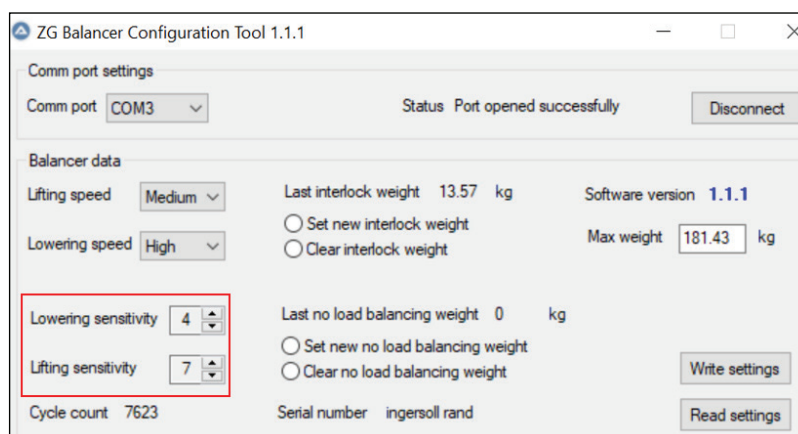 ZG Balancer Configuration Tool 1.1.1
Comm port settings
Comm port COM3 Status Port opened successfully Disconnect
Balancer data
Lifting speed Medium Last interlock weight 13.57 kg Software version 1.1.1
Set new interlock weight
Lowering speed High Clear interlock weight Max weight 181.43 kg
Lowering sensitivity 4 Last no load balancing weight 0 kg
Set new no load balancing weight
Lifting sensitivity 7 Clear no load balancing weight Write settings
Cycle count 7623 Serial number ingersoll rand Read settings